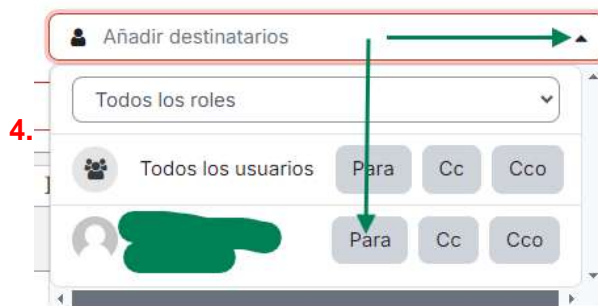 Añadir destinatarios
Todos los roles
4.
Todos los usuarios Para Cc Cco
Para Cc Cco